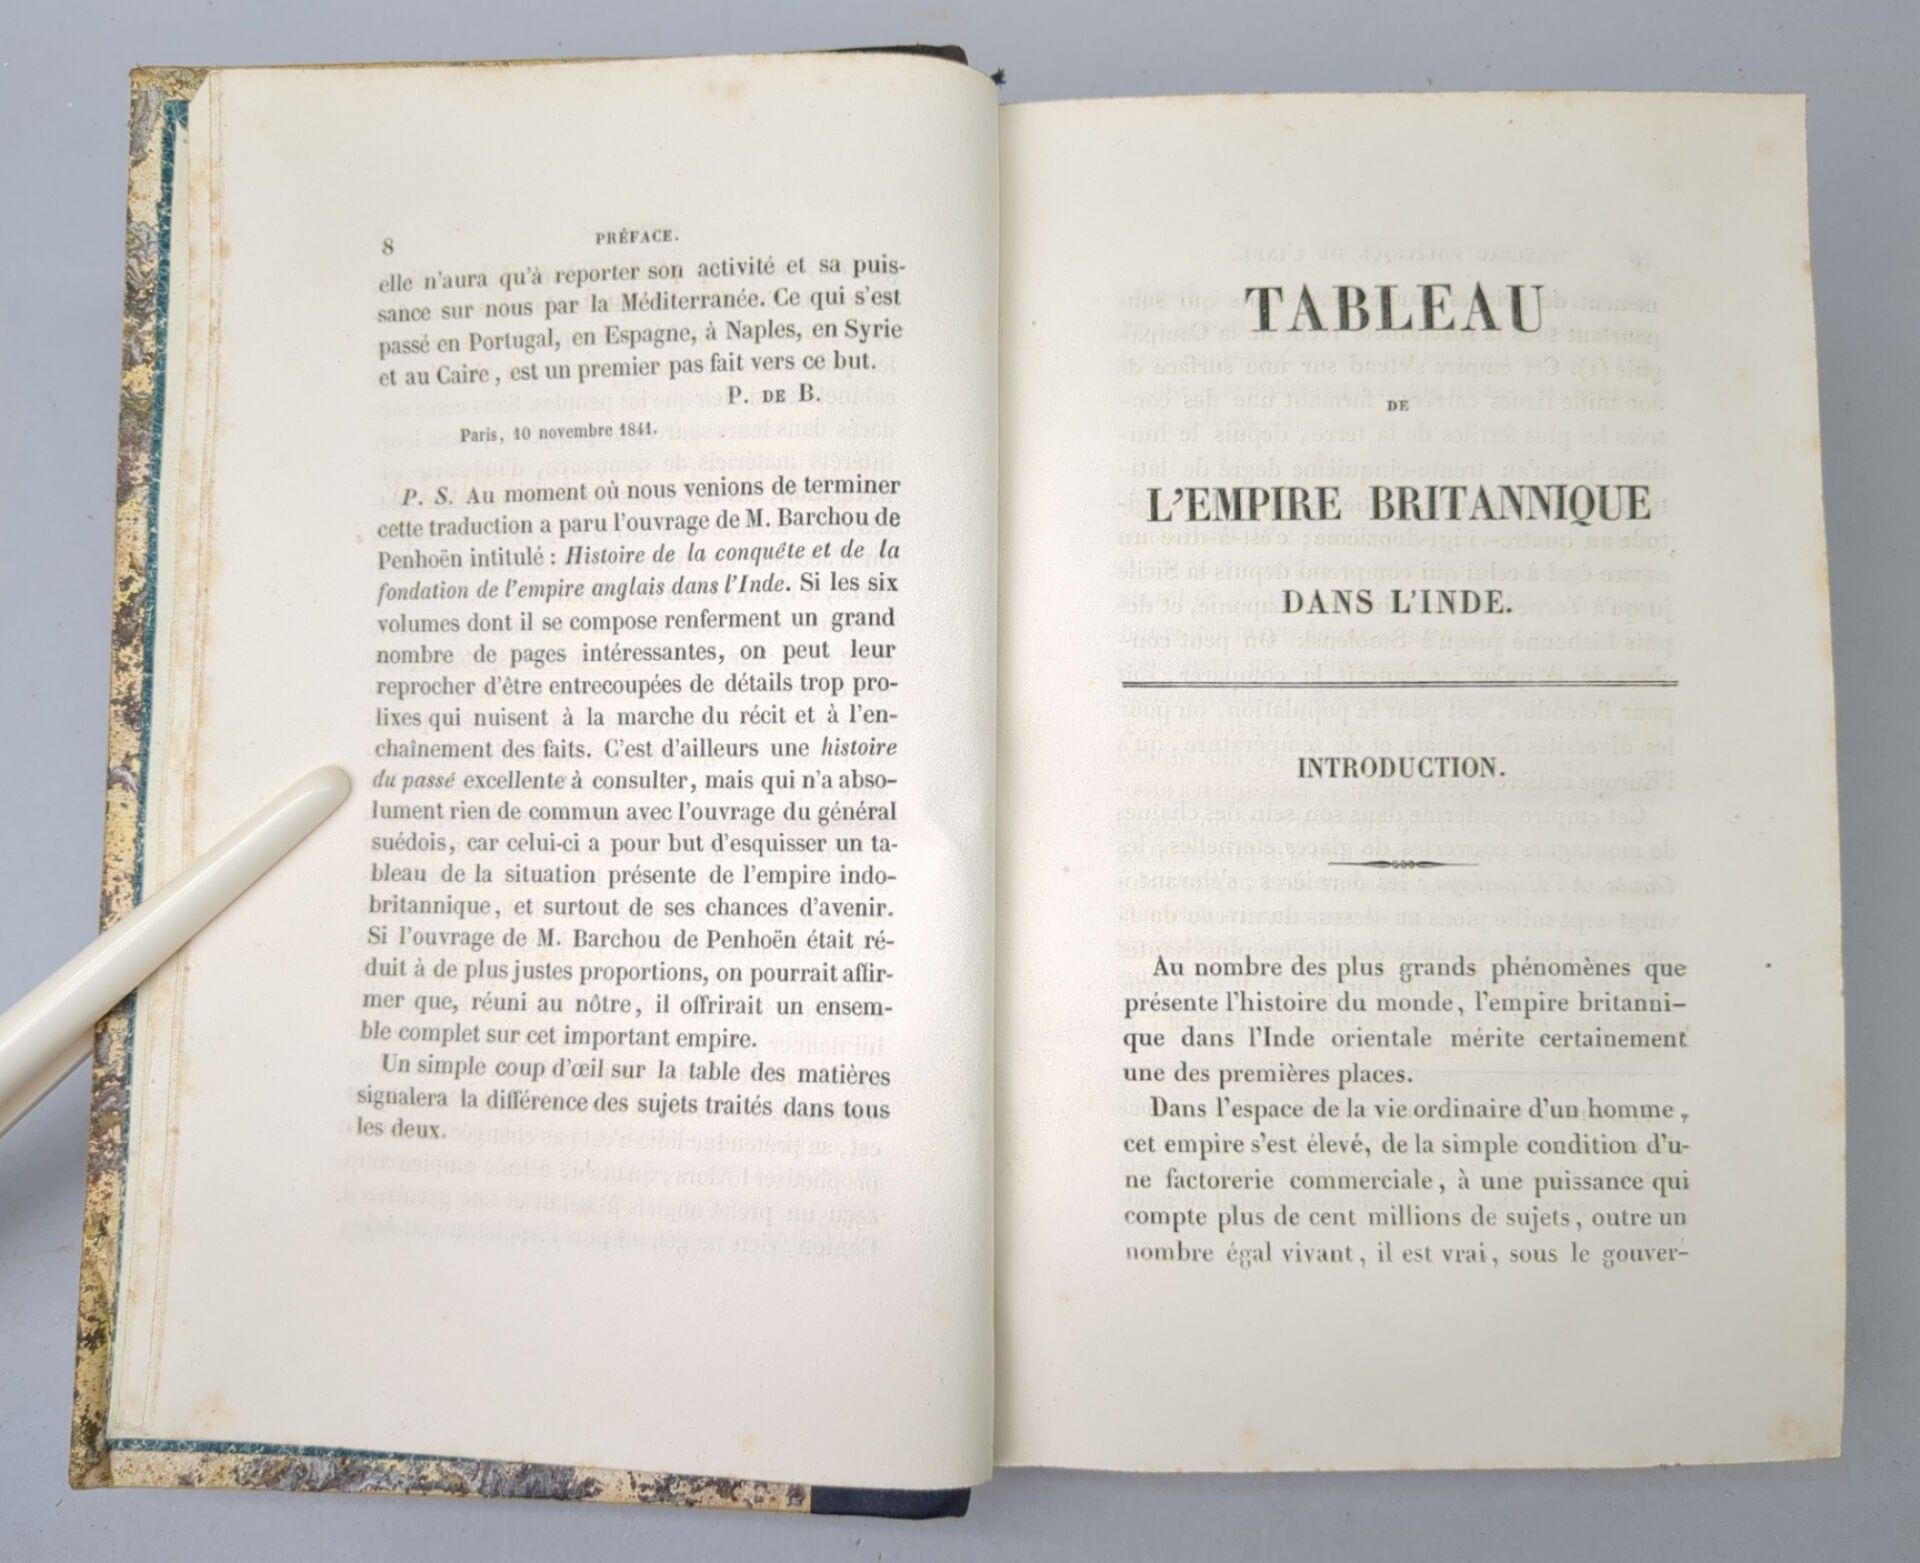 8 PRÉFACE.
elle n'aura qu'à reporter son activité et sa puis-
sance sur nous par la Méditerranée. Ce qui s'est
passé en Portugal, en Espagne, à Naples, en Syrie
et au Caire, est un premier pas fait vers ce but.
P. DE B.
Paris, 10 novembre 1841.
P. S. Au moment où nous venions de terminer
cette traduction a paru l'ouvrage de M. Barchou de
Penhoën intitulé : Histoire de la conquête et de la
fondation de l'empire anglais dans l'Inde. Si les six
volumes dont il se compose renferment un grand
nombre de pages intéressantes, on peut leur
reprocher d'être entrecoupées de détails trop pro-
lixes qui nuisent à la marche du récit et à l'en-
chaînement des faits. C'est d'ailleurs une histoire
du passé excellente à consulter, mais qui n'a abso-
lument rien de commun avec l'ouvrage du général
suédois, car celui-ci a pour but d'esquisser un ta-
bleau de la situation présente de l'empire indo-
britannique, et surtout de ses chances d'avenir.
Si l'ouvrage de M. Barchou de Penhoën était ré-
duit à de plus justes proportions, on pourrait affir-
mer que, réuni au nôtre, il offrirait un ensem-
ble complet sur cet important empire.
Un simple coup d'œil sur la table des matières
signalera la différence des sujets traités dans tous
les deux.
TABLEAU
DE
L'EMPIRE BRITANNIQUE
DANS L'INDE.
INTRODUCTION.
Au nombre des plus grands phénomènes que
présente l'histoire du monde, l'empire britanni-
que dans l'Inde orientale mérite certainement
une des premières places.
Dans l'espace de la vie ordinaire d'un homme,
cet empire s'est élevé, de la simple condition d'u-
ne factorerie commerciale, à une puissance qui
compte plus de cent millions de sujets, outre un
nombre égal vivant, il est vrai, sous le gouver-